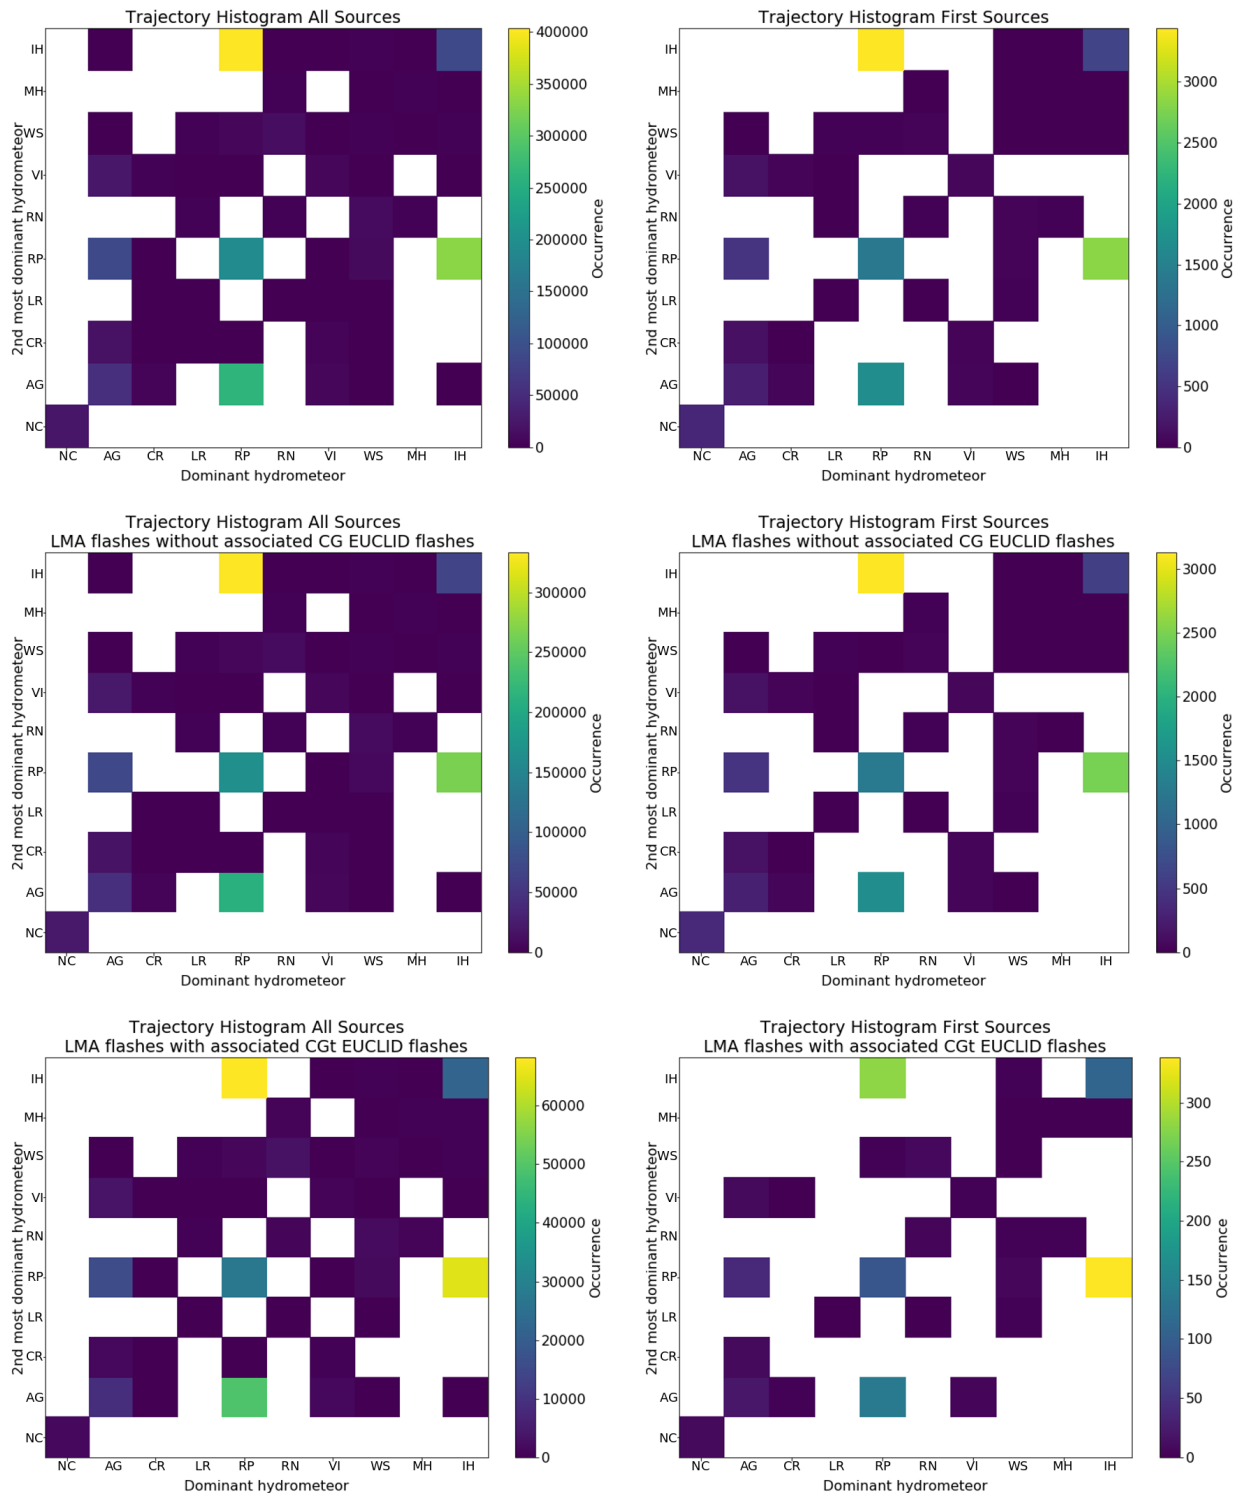 Trajectory Histogram All Sources
2nd most dominant hydrometeor
IH
MH
WS
VI
RN
RP
LR
CR
AG
NC
NC AG CR LR RP RN VI WS MH IH
Dominant hydrometeor
400000
350000
300000
250000
200000
150000
100000
50000
0
Occurrence
Trajectory Histogram First Sources
2nd most dominant hydrometeor
IH
MH
WS
VI
RN
RP
LR
CR
AG
NC
NC AG CR LR RP RN VI WS MH IH
Dominant hydrometeor
3000
2500
2000
1500
1000
500
0
Occurrence
Trajectory Histogram All Sources
LMA flashes without associated CG EUCLID flashes
2nd most dominant hydrometeor
IH
MH
WS
VI
RN
RP
LR
CR
AG
NC
NC AG CR LR RP RN VI WS MH IH
Dominant hydrometeor
300000
250000
200000
150000
100000
50000
0
Occurrence
Trajectory Histogram First Sources
LMA flashes without associated CG EUCLID flashes
2nd most dominant hydrometeor
IH
MH
WS
VI
RN
RP
LR
CR
AG
NC
NC AG CR LR RP RN VI WS MH IH
Dominant hydrometeor
3000
2500
2000
1500
1000
500
0
Occurrence
Trajectory Histogram All Sources
LMA flashes with associated CGt EUCLID flashes
2nd most dominant hydrometeor
IH
MH
WS
VI
RN
RP
LR
CR
AG
NC
NC AG CR LR RP RN VI WS MH IH
Dominant hydrometeor
60000
50000
40000
30000
20000
10000
0
Occurrence
Trajectory Histogram First Sources
LMA flashes with associated CGt EUCLID flashes
2nd most dominant hydrometeor
IH
MH
WS
VI
RN
RP
LR
CR
AG
NC
NC AG CR LR RP RN VI WS MH IH
Dominant hydrometeor
300
250
200
150
100
50
0
Occurrence